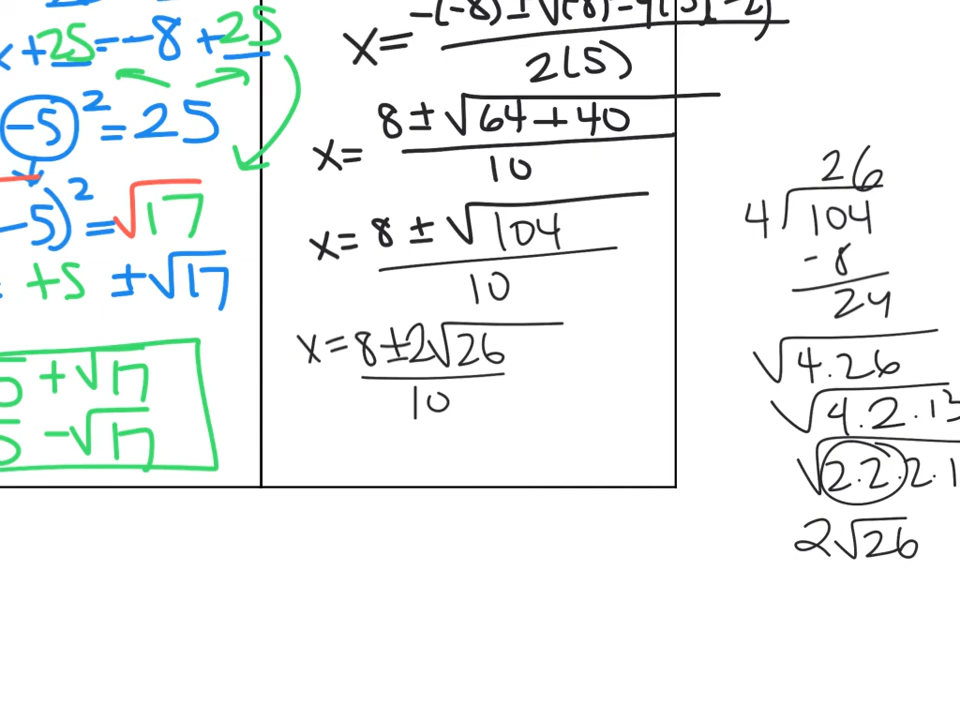 +25=-8+25
-5)² = 25
-5)² = √17
+5 ±√17
+√17
5 -√17
x= -(-8)±√(-8)
2(5)
x= 8±√64+40
10
x= 8±√104
10
x= 8±2√26
10
26
4√104
-8
24
√4.26
√4.2.13
√2.2.2.1
2√26